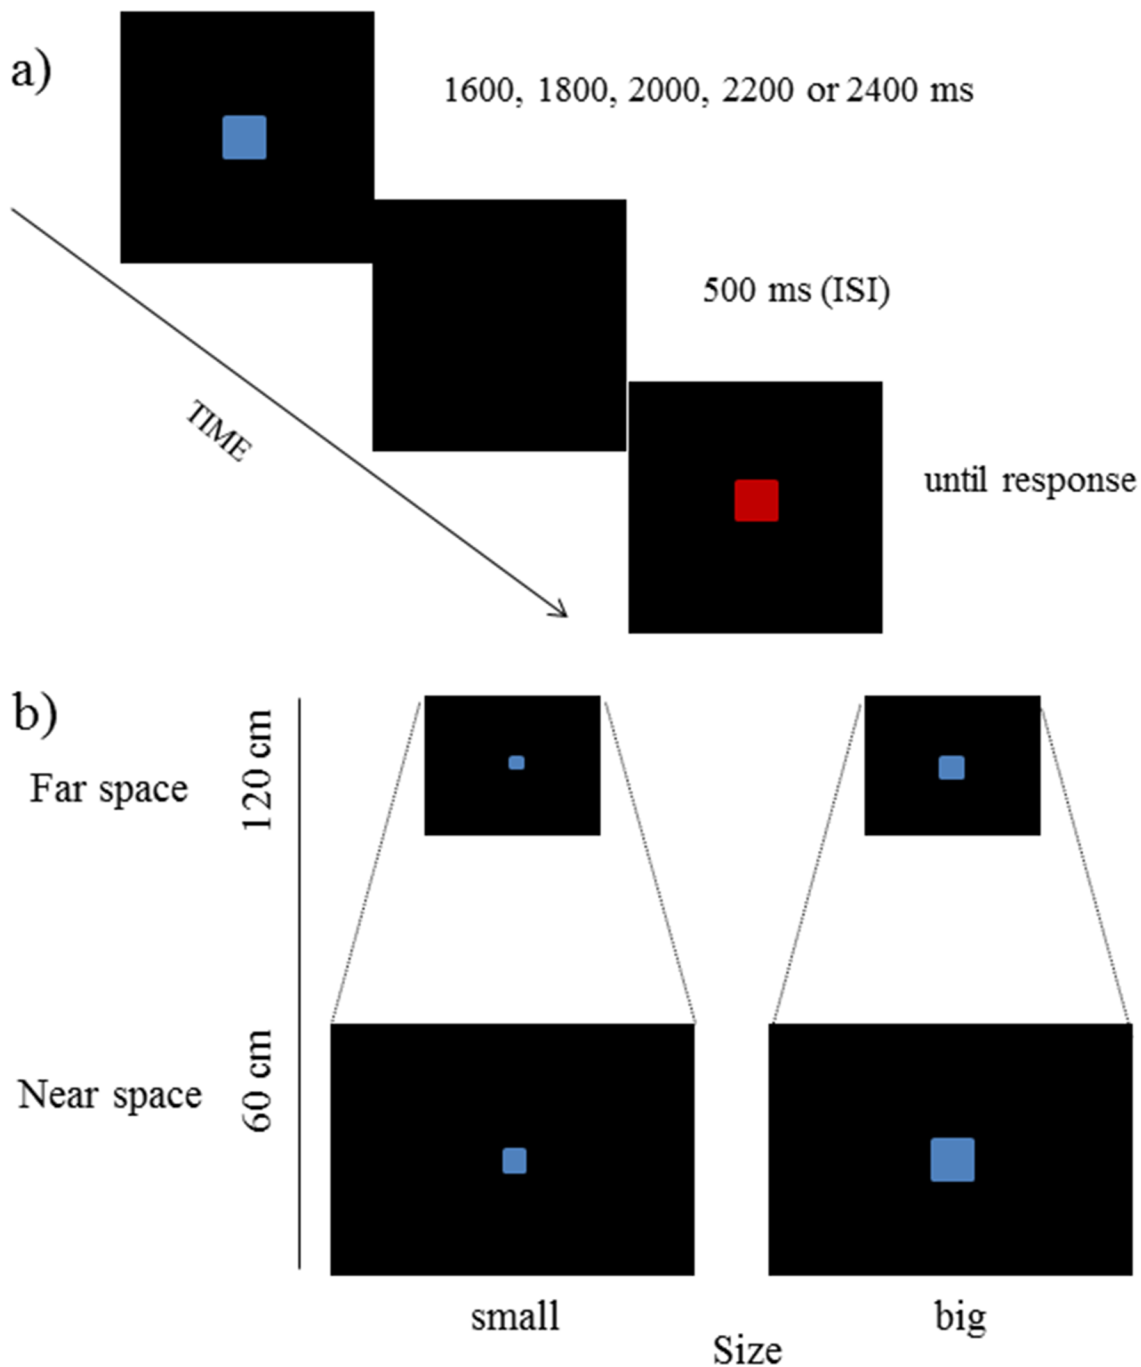 a)
1600, 1800, 2000, 2200 or 2400 ms
500 ms (ISI)
TIME
until response
b)
Far space
120 cm
Near space
60 cm
small
big
Size